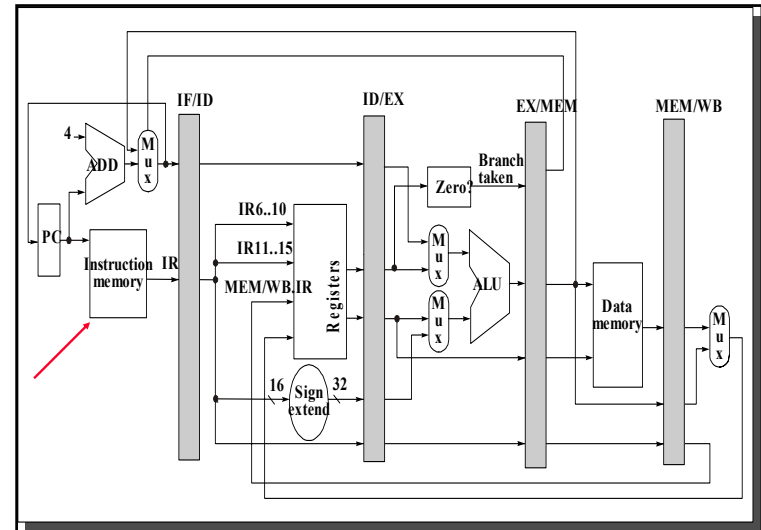 IF/ID
ID/EX
EX/MEM
MEM/WB
4
ADD
M
u
x
Branch
taken
Zero?
IR6..10
PC
M
u
x
IR11..15
Instruction
memory
IR
MEM/WB.IR
Registers
ALU
M
u
x
Data
memory
M
u
x
16
Sign
extend
32